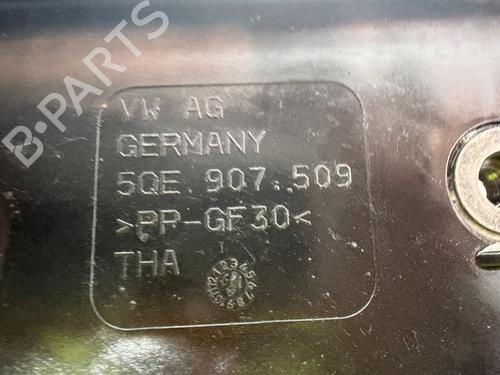 B-PARTS
VW AG
GERMANY
5QE. 907. 509
>PP-GF30<
THA